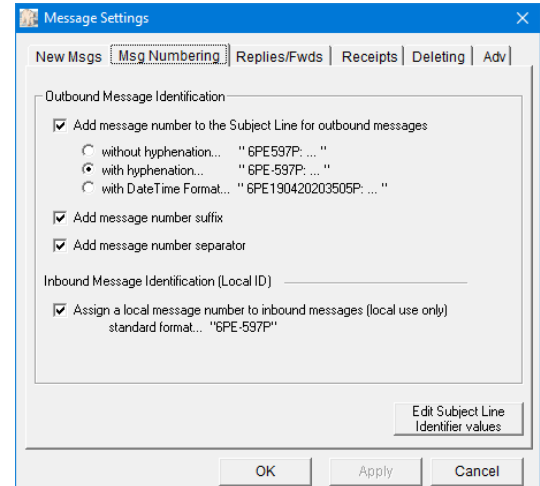 Message Settings
New Msgs Msg Numbering Replies/Fwds Receipts Deleting Adv
Outbound Message Identification
Add message number to the Subject Line for outbound messages
without hyphenation... " 6PE597P: ... "
with hyphenation... " 6PE-597P: ... "
with DateTime Format... " 6PE190420203505P: ... "
Add message number suffix
Add message number separator
Inbound Message Identification (Local ID)
Assign a local message number to inbound messages (local use only)
standard format... "6PE-597P"
Edit Subject Line
Identifier values
OK Apply Cancel